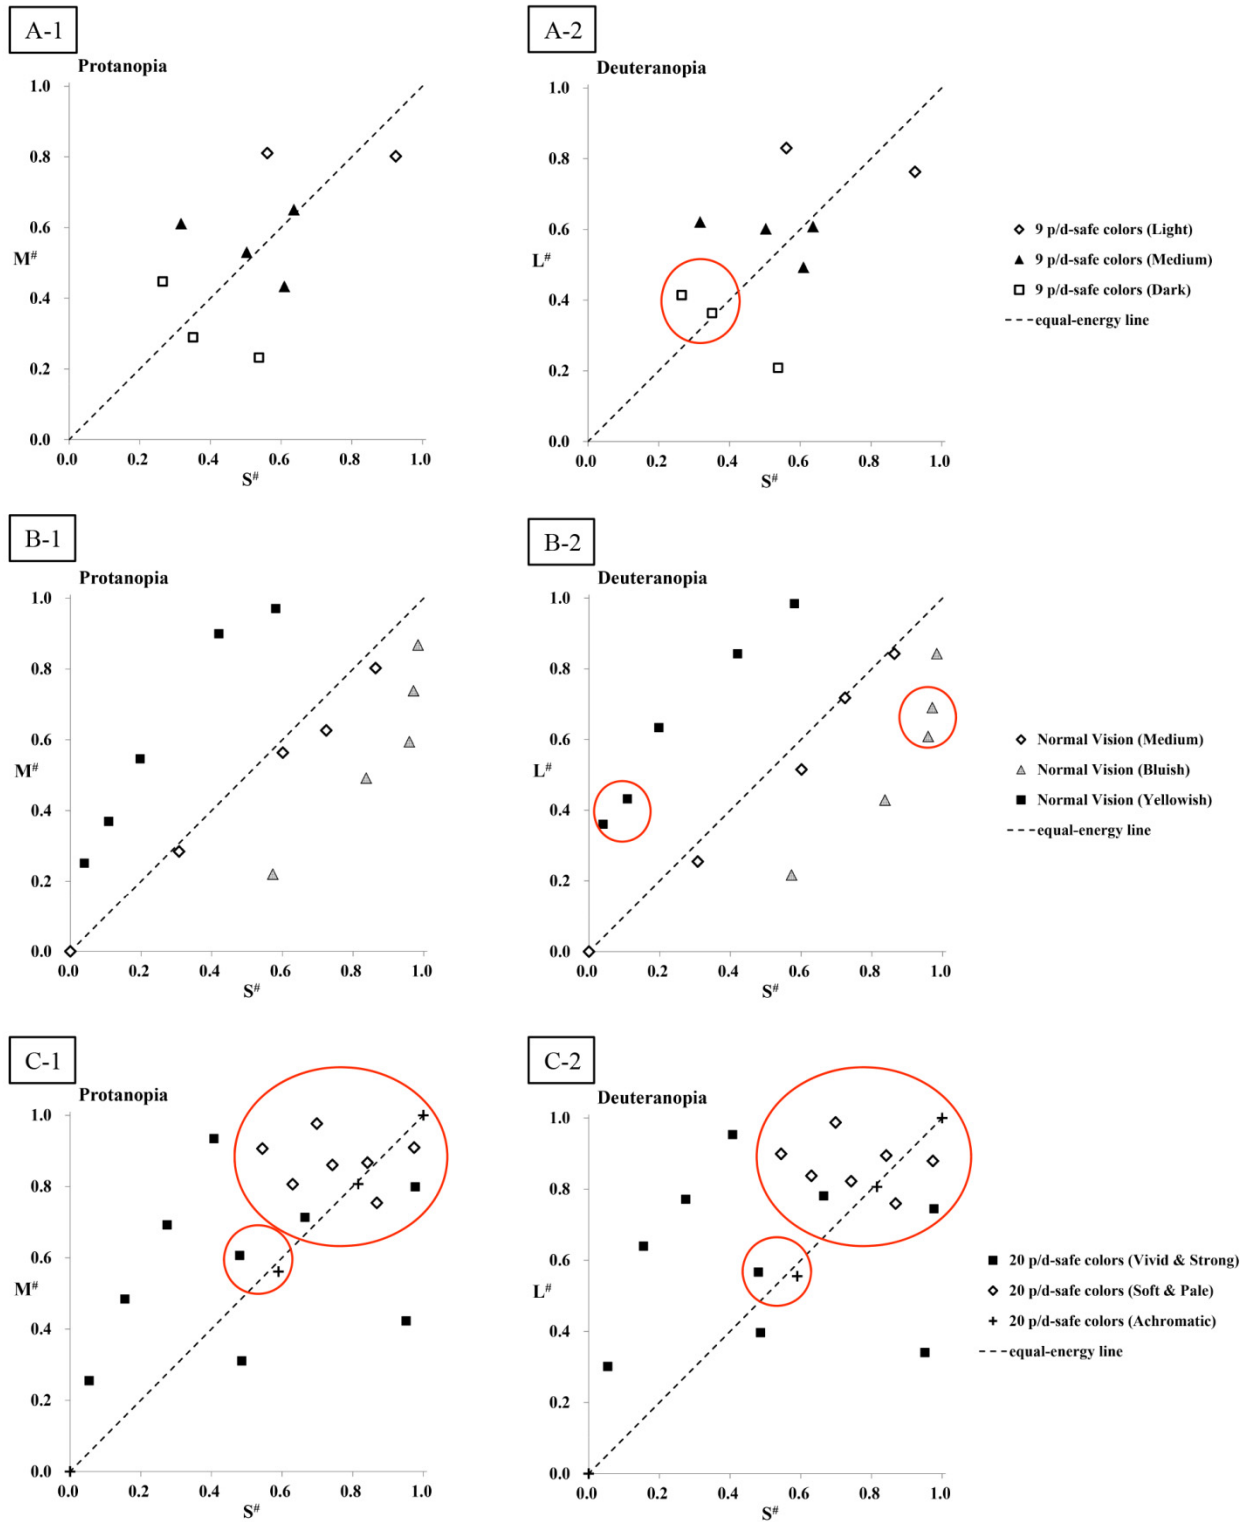 A-1
Protanopia
1.0
0.8
0.6
M#
0.4
0.2
0.0
0.0 0.2 0.4 0.6 0.8 1.0
S#
A-2
Deuteranopia
1.0
0.8
0.6
L#
0.4
0.2
0.0
0.0 0.2 0.4 0.6 0.8 1.0
S#
9 p/d-safe colors (Light)
9 p/d-safe colors (Medium)
9 p/d-safe colors (Dark)
equal-energy line
B-1
Protanopia
1.0
0.8
0.6
M#
0.4
0.2
0.0
0.0 0.2 0.4 0.6 0.8 1.0
S#
B-2
Deuteranopia
1.0
0.8
0.6
L#
0.4
0.2
0.0
0.0 0.2 0.4 0.6 0.8 1.0
S#
Normal Vision (Medium)
Normal Vision (Bluish)
Normal Vision (Yellowish)
equal-energy line
C-1
Protanopia
1.0
0.8
0.6
M#
0.4
0.2
0.0
0.0 0.2 0.4 0.6 0.8 1.0
S#
C-2
Deuteranopia
1.0
0.8
0.6
L#
0.4
0.2
0.0
0.0 0.2 0.4 0.6 0.8 1.0
S#
20 p/d-safe colors (Vivid & Strong)
20 p/d-safe colors (Soft & Pale)
20 p/d-safe colors (Achromatic)
equal-energy line